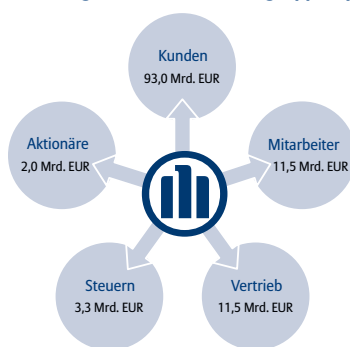 Kunden
93,0 Mrd. EUR
Aktionäre
2,0 Mrd. EUR
Mitarbeiter
11,5 Mrd. EUR
Steuern
3,3 Mrd. EUR
Vertrieb
11,5 Mrd. EUR